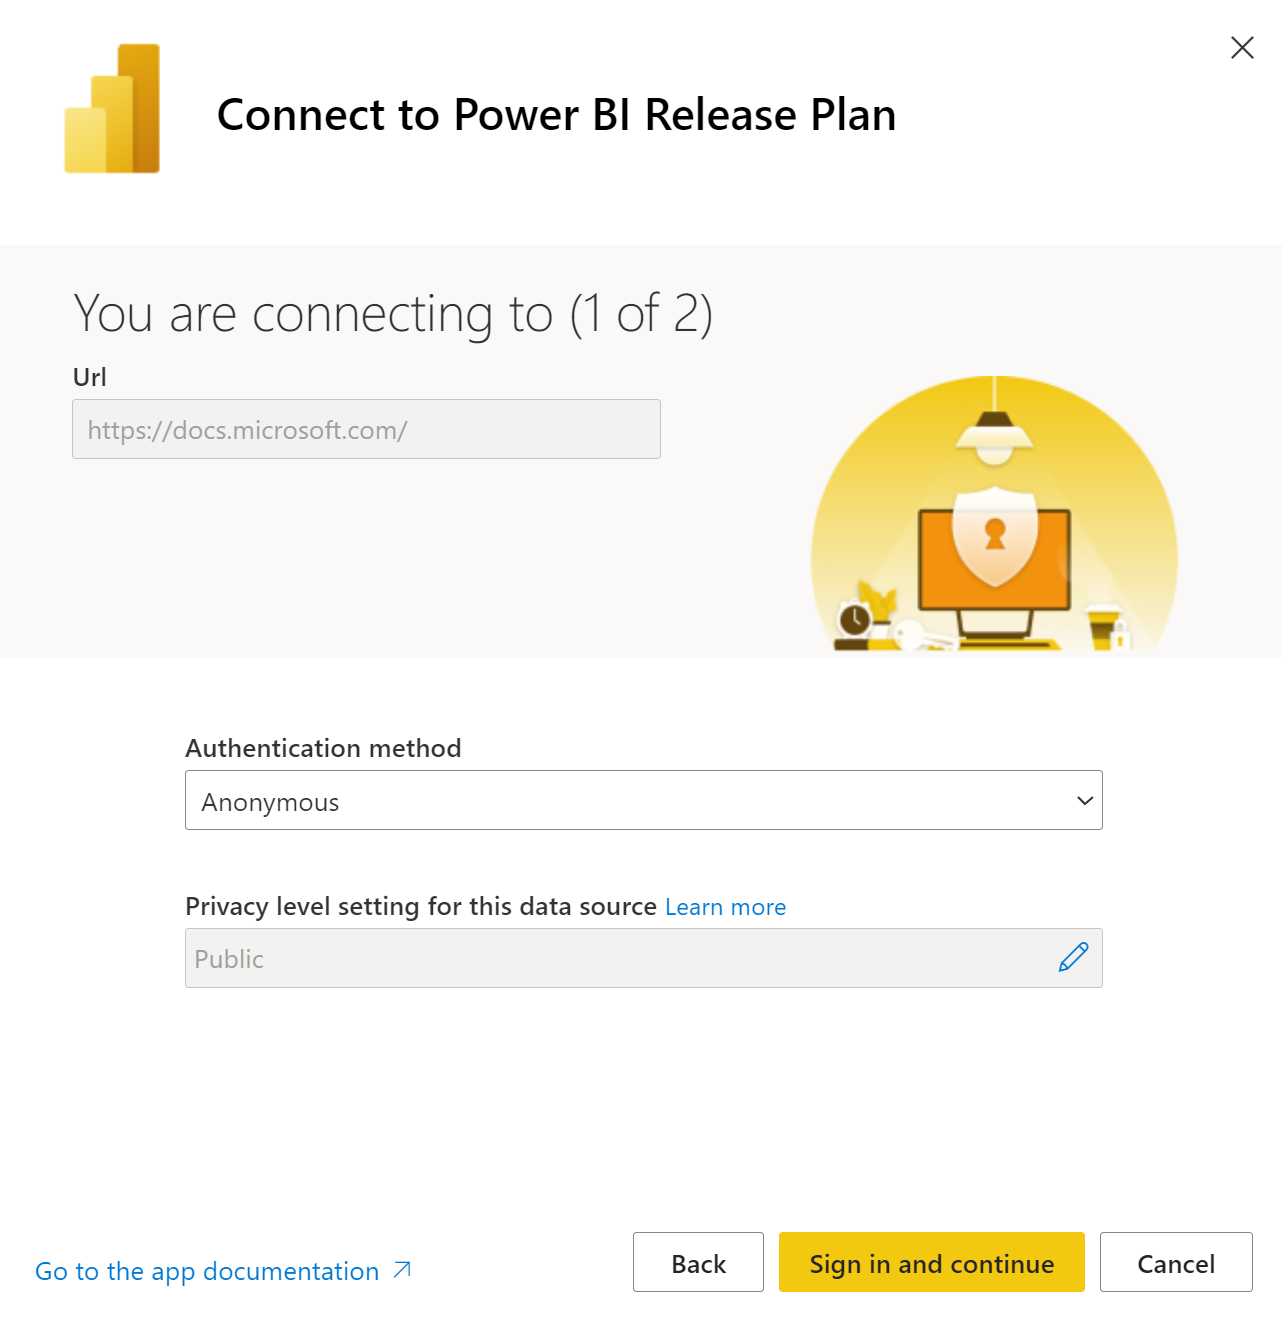 Connect to Power BI Release Plan
You are connecting to (1 of 2)
Url
https://docs.microsoft.com/
Authentication method
Anonymous
Privacy level setting for this data source Learn more
Public
Go to the app documentation
Back
Sign in and continue
Cancel